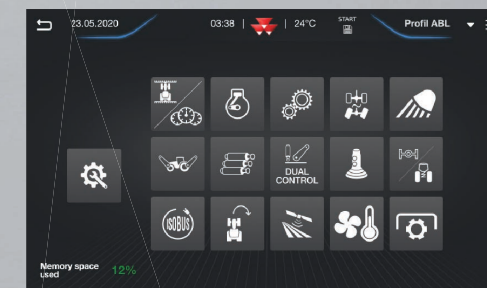 23.05.2020
03:38 | | 24°C
START
Profil ABL
DUAL
CONTROL
ISOBUS
Memory space
used
12%